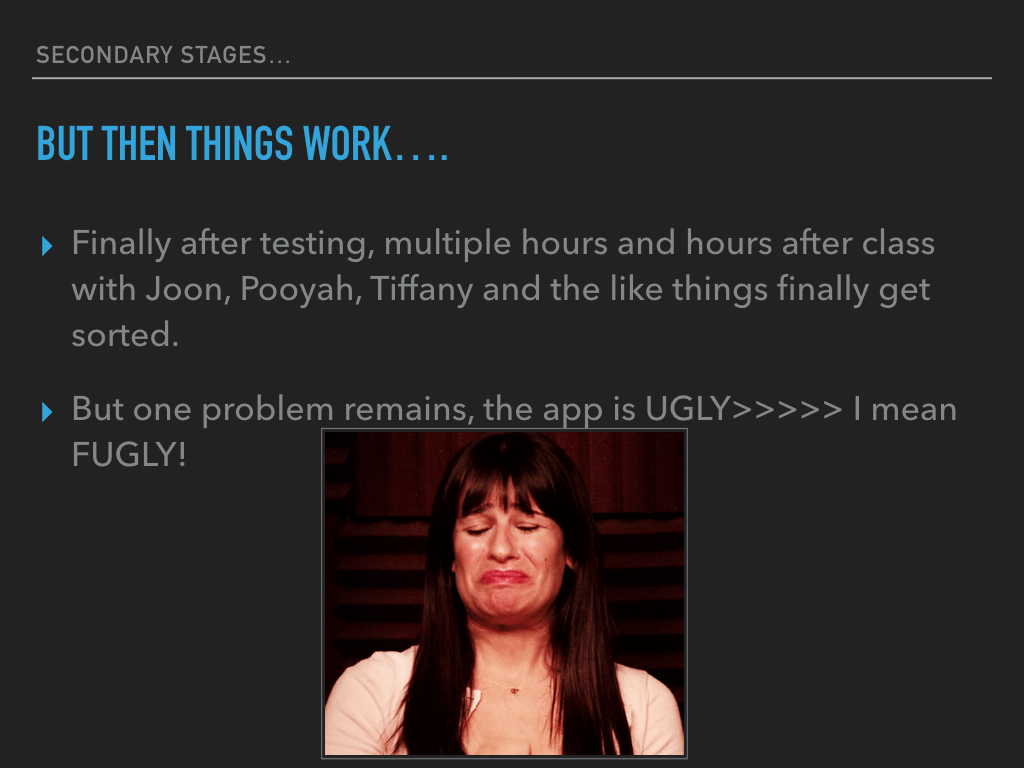 SECONDARY STAGES…
BUT THEN THINGS WORK….
▸ Finally after testing, multiple hours and hours after class
with Joon, Pooyah, Tiffany and the like things finally get
sorted.
▸ But one problem remains, the app is UGLY>>>>> I mean
FUGLY!